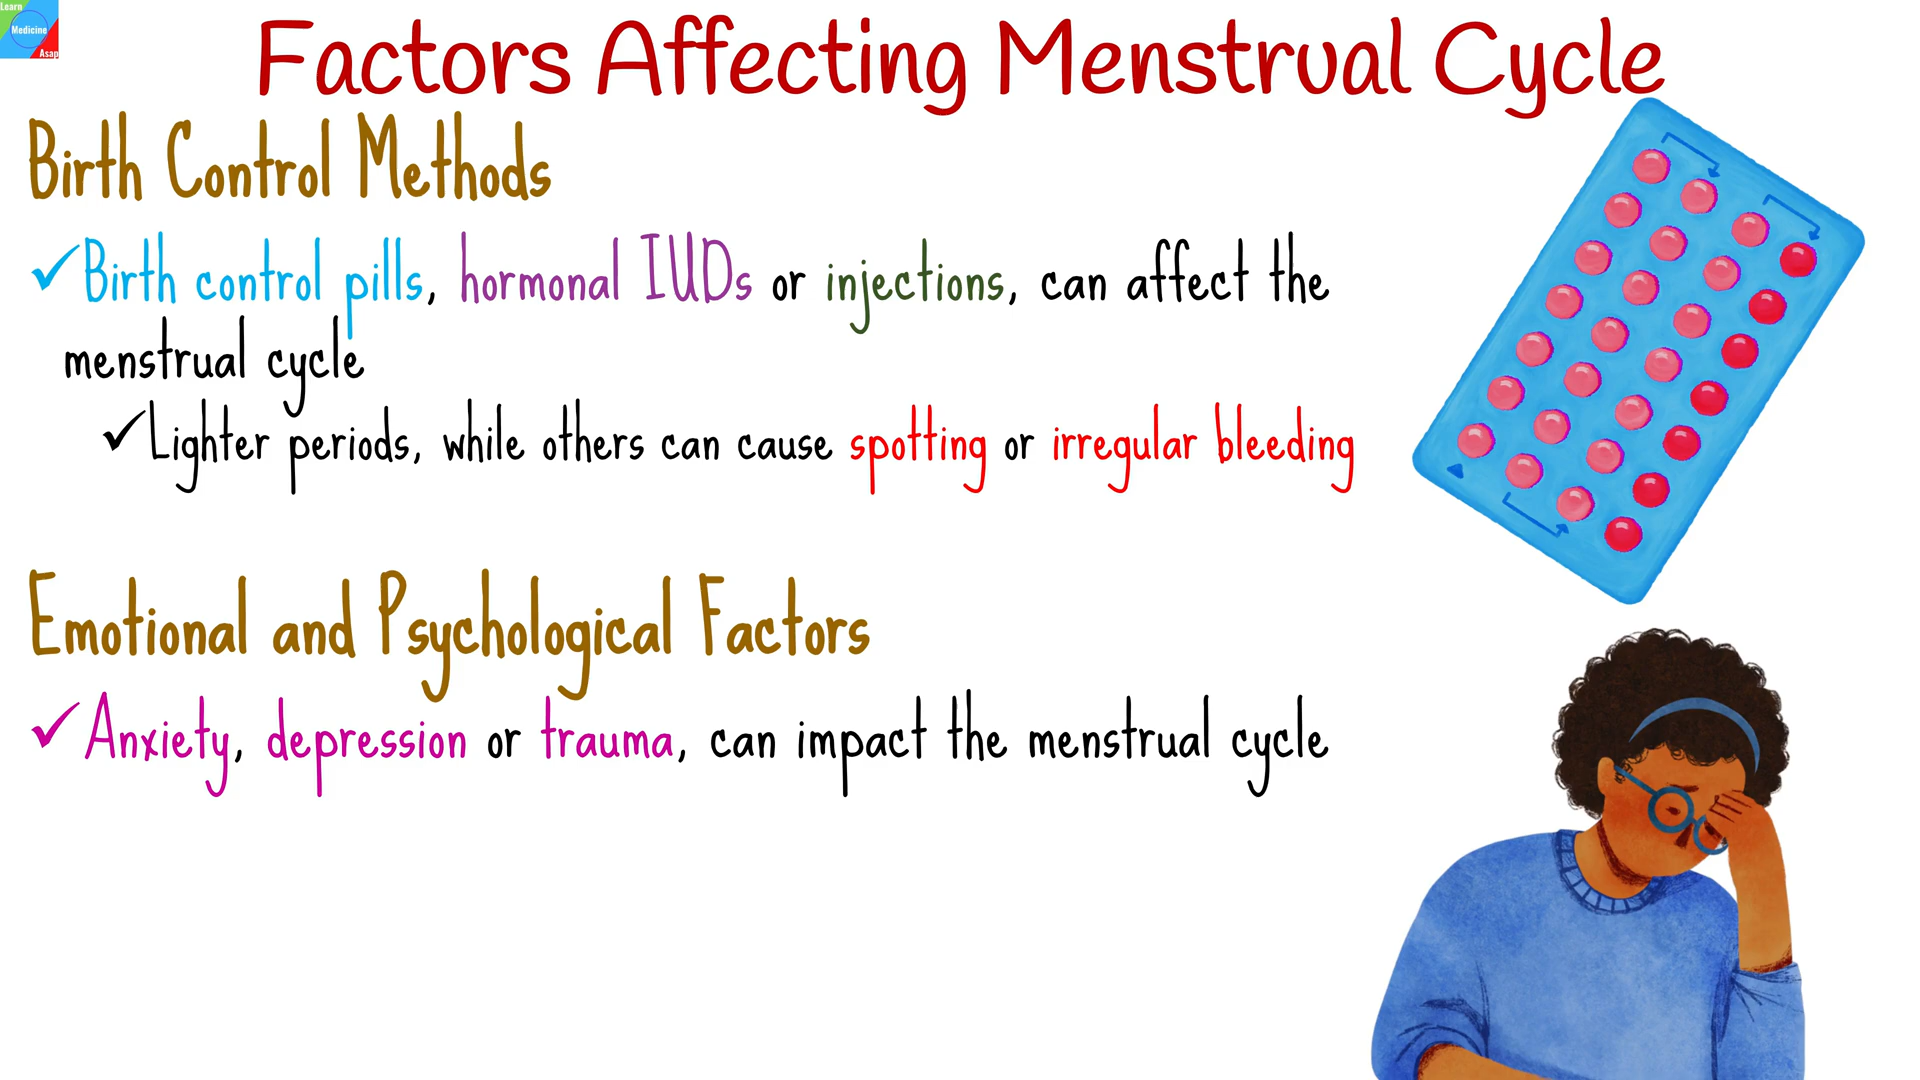 Learn
Medicine
Asap
Factors Affecting Menstrual Cycle
Birth Control Methods
✓Birth control pills, hormonal IUDs or injections, can affect the
menstrual cycle
✓Lighter periods, while others can cause spotting or irregular bleeding
Emotional and Psychological Factors
✓Anxiety, depression or trauma, can impact the menstrual cycle